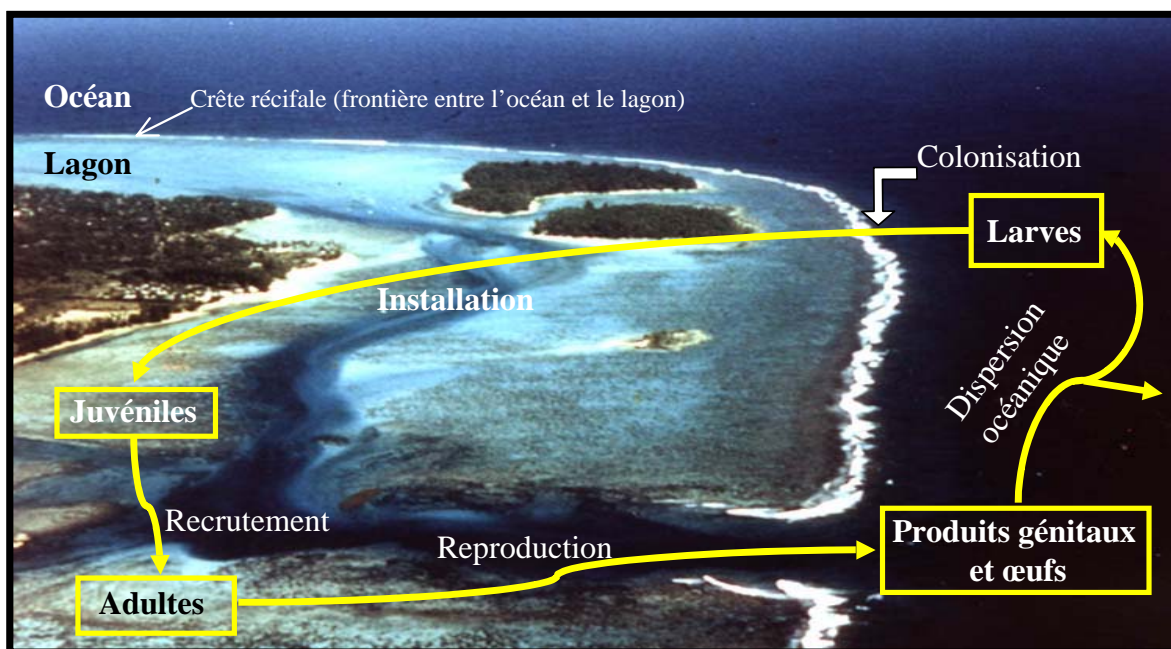 Océan
Crête récifale (frontière entre l’océan et le lagon)
Lagon
Colonisation
Larves
Installation
Dispersion
océanique
Juvéniles
Recrutement
Reproduction
Produits génitaux
et œufs
Adultes